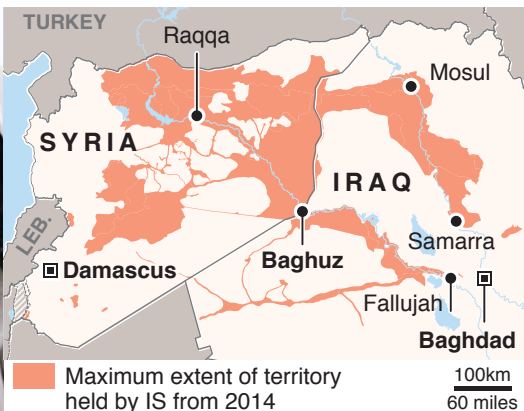 TURKEY
Raqqa
Mosul
SYRIA
IRAQ
LEB.
Samarra
Damascus
Baghuz
Fallujah
Baghdad
Maximum extent of territory
held by IS from 2014
100km
60 miles